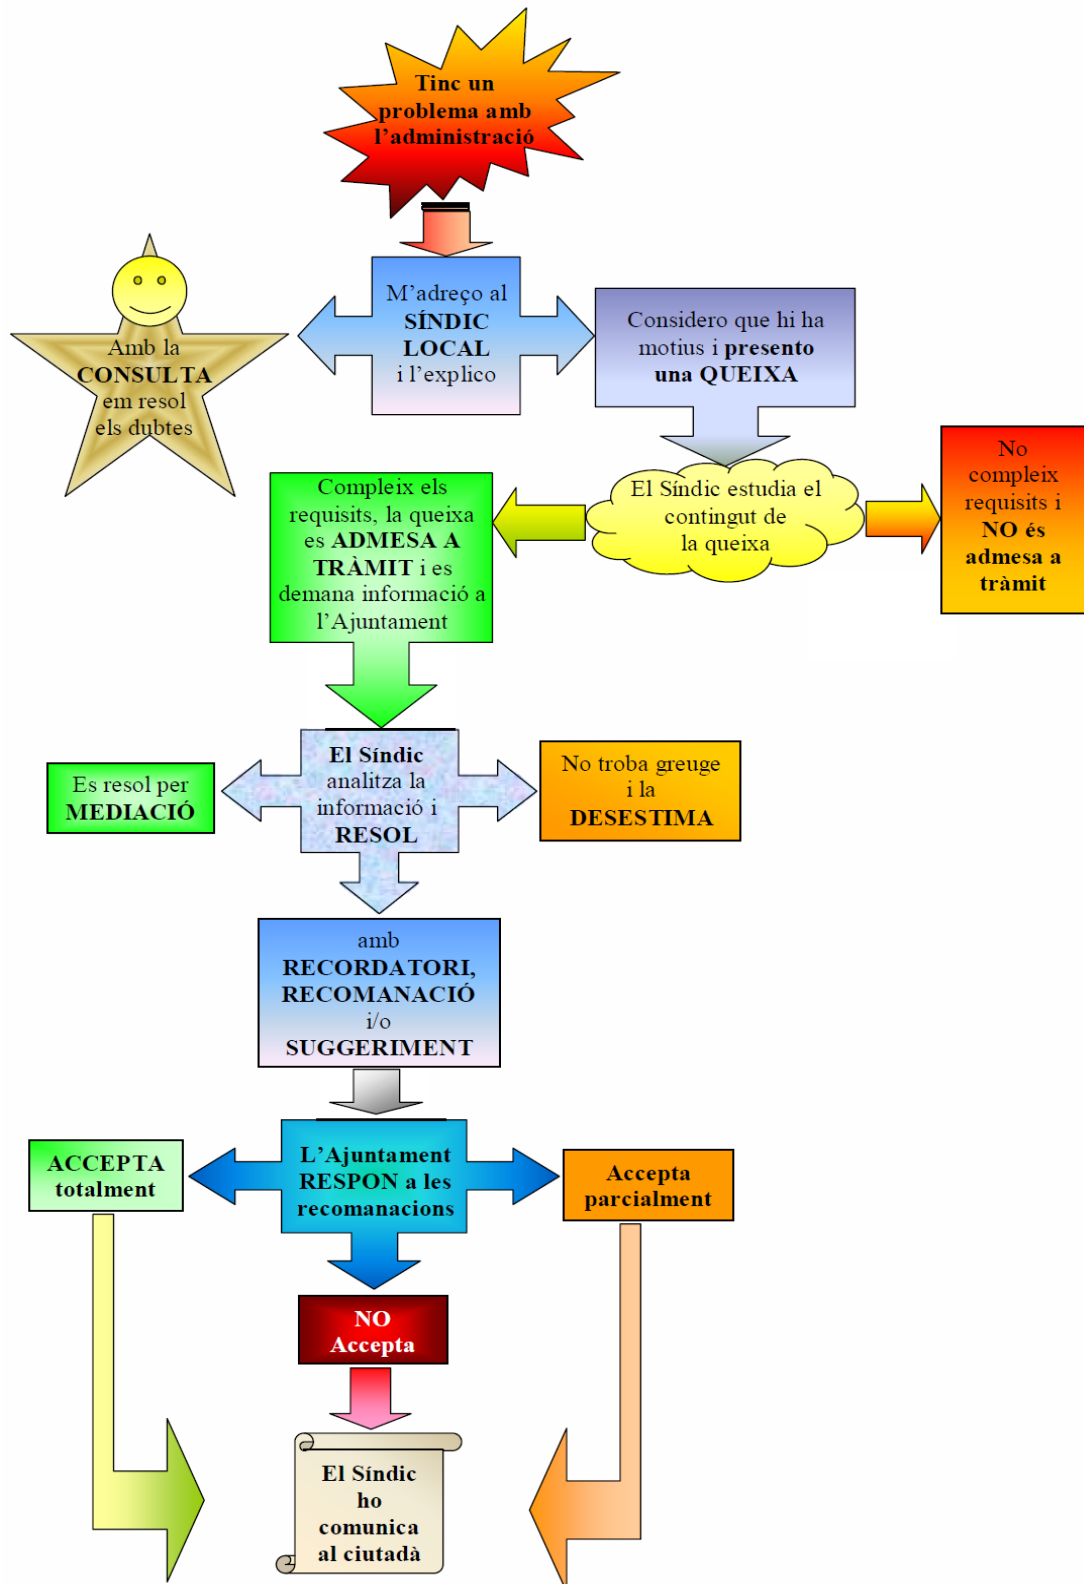 Tinc un
problema amb
l'administració
M'adreço al
SÍNDIC
LOCAL
i l'explico
Amb la
CONSULTA
em resol
els dubtes
Considero que hi ha
motius i presento
una QUEIXA
El Síndic estudia el
contingut de
la queixa
No
compleix
requisits i
NO és
admesa a
tràmit
Compleix els
requisits, la queixa
es ADMESA A
TRÀMIT i es
demana informació a
l'Ajuntament
El Síndic
analitza la
informació i
RESOL
Es resol per
MEDIACIÓ
No troba greuge
i la
DESESTIMA
amb
RECORDATORI,
RECOMANACIÓ
i/o
SUGGERIMENT
L'Ajuntament
RESPON a les
recomanacions
ACCEPTA
totalment
Accepta
parcialment
NO
Accepta
El Síndic
ho
comunica
al ciutadà